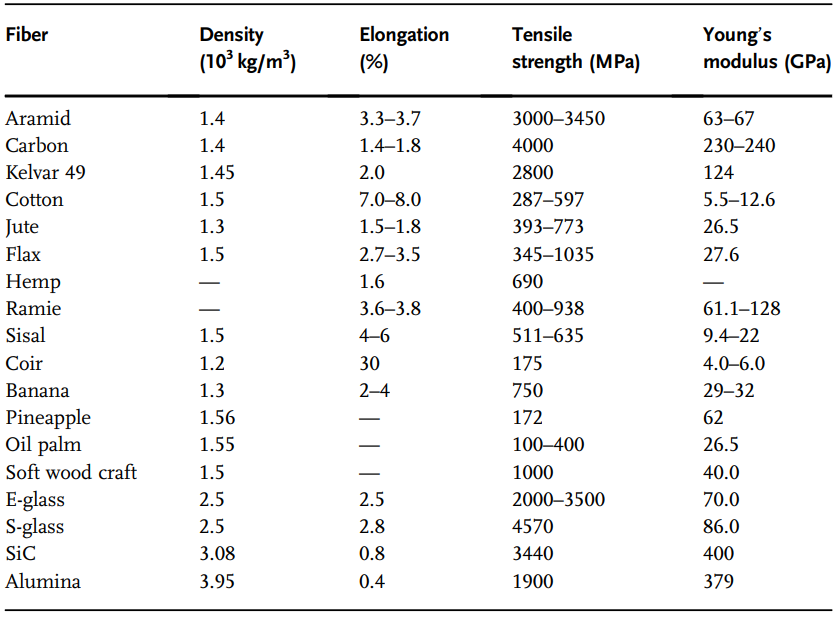 Fiber Density Elongation Tensile Young's
(10³ kg/m³) (%) strength (MPa) modulus (GPa)
Aramid 1.4 3.3–3.7 3000–3450 63–67
Carbon 1.4 1.4–1.8 4000 230–240
Kelvar 49 1.45 2.0 2800 124
Cotton 1.5 7.0–8.0 287–597 5.5–12.6
Jute 1.3 1.5–1.8 393–773 26.5
Flax 1.5 2.7–3.5 345–1035 27.6
Hemp — 1.6 690 —
Ramie — 3.6–3.8 400–938 61.1–128
Sisal 1.5 4–6 511–635 9.4–22
Coir 1.2 30 175 4.0–6.0
Banana 1.3 2–4 750 29–32
Pineapple 1.56 — 172 62
Oil palm 1.55 — 100–400 26.5
Soft wood craft 1.5 — 1000 40.0
E-glass 2.5 2.5 2000–3500 70.0
S-glass 2.5 2.8 4570 86.0
SiC 3.08 0.8 3440 400
Alumina 3.95 0.4 1900 379